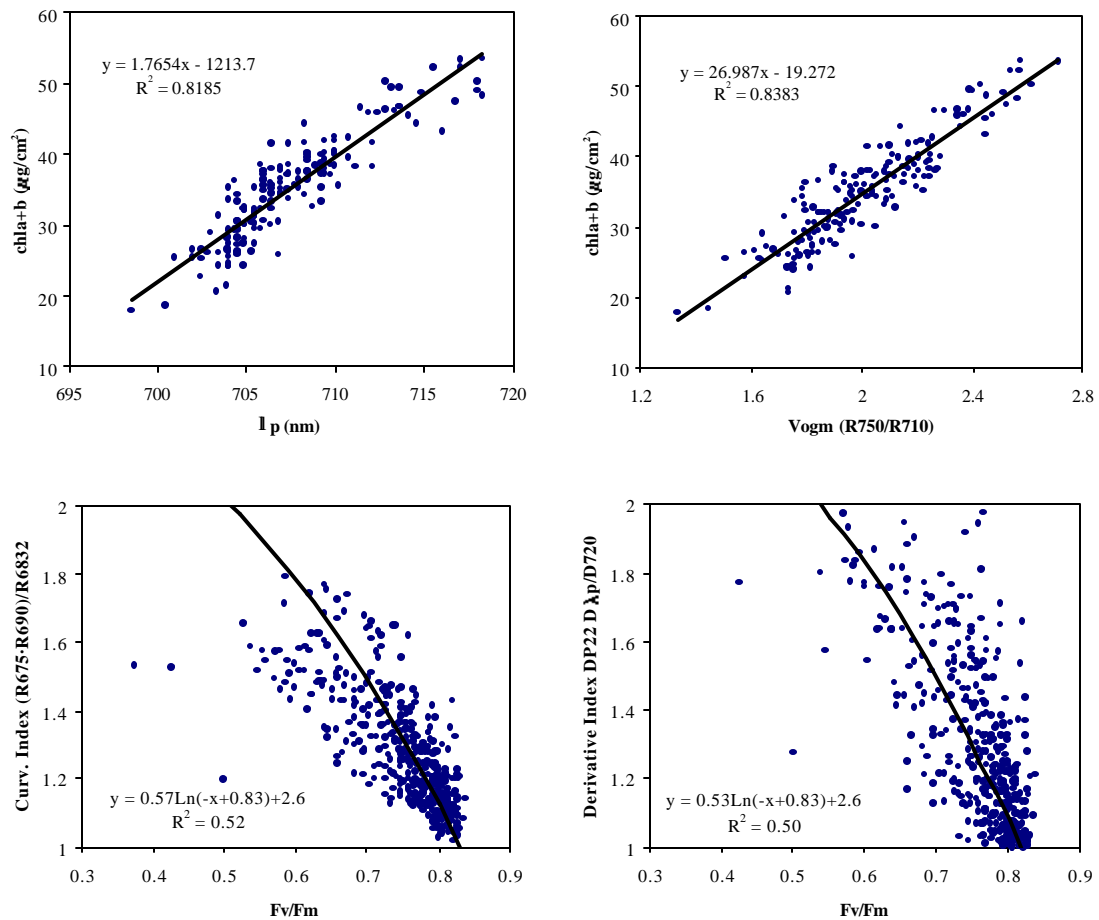 60
50
40
30
20
10
chla+b (µg/cm²)
y = 1.7654x - 1213.7
R² = 0.8185
695 700 705 710 715 720
l p (nm)
60
50
40
30
20
10
chla+b (µg/cm²)
y = 26.987x - 19.272
R² = 0.8383
1.2 1.6 2 2.4 2.8
Vogm (R750/R710)
2
1.8
1.6
1.4
1.2
1
Curv. Index (R675·R690)/R6832
y = 0.57Ln(-x+0.83)+2.6
R² = 0.52
0.3 0.4 0.5 0.6 0.7 0.8 0.9
Fv/Fm
2
1.8
1.6
1.4
1.2
1
Derivative Index DP22 Dλp/D720
y = 0.53Ln(-x+0.83)+2.6
R² = 0.50
0.3 0.4 0.5 0.6 0.7 0.8 0.9
Fv/Fm